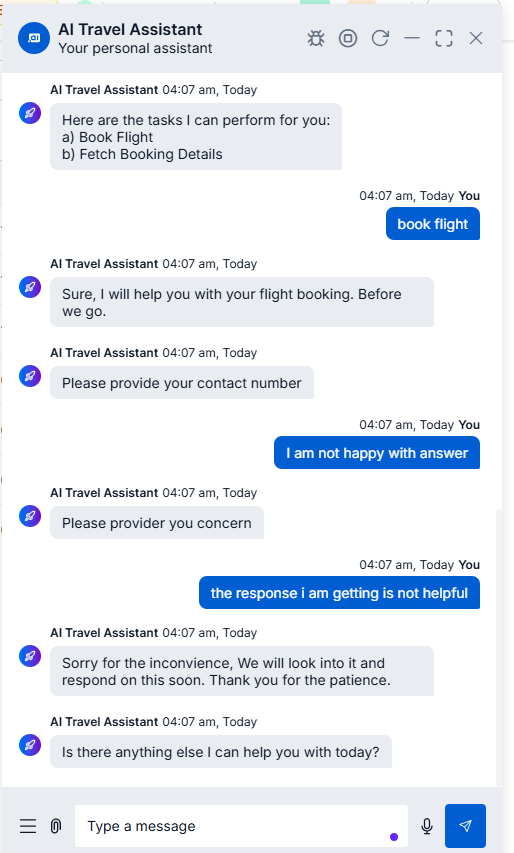 AI Travel Assistant
Your personal assistant
AI Travel Assistant 04:07 am, Today
Here are the tasks I can perform for you:
a) Book Flight
b) Fetch Booking Details
04:07 am, Today You
book flight
AI Travel Assistant 04:07 am, Today
Sure, I will help you with your flight booking. Before
we go.
AI Travel Assistant 04:07 am, Today
Please provide your contact number
04:07 am, Today You
I am not happy with answer
AI Travel Assistant 04:07 am, Today
Please provider you concern
04:07 am, Today You
the response i am getting is not helpful
AI Travel Assistant 04:07 am, Today
Sorry for the inconvience, We will look into it and
respond on this soon. Thank you for the patience.
AI Travel Assistant 04:07 am, Today
Is there anything else I can help you with today?
Type a message